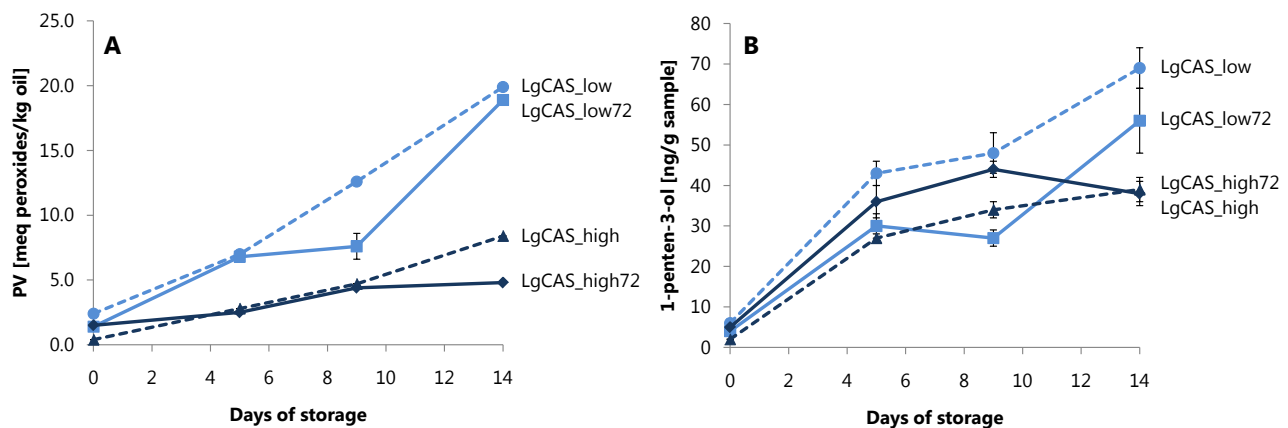 A
PV [meq peroxides/kg oil]
25.0
20.0
15.0
10.0
5.0
0.0
LgCAS_low
LgCAS_low72
LgCAS_high
LgCAS_high72
0 2 4 6 8 10 12 14
Days of storage
B
1-penten-3-ol [ng/g sample]
80
70
60
50
40
30
20
10
0
LgCAS_low
LgCAS_low72
LgCAS_high72
LgCAS_high
0 2 4 6 8 10 12 14
Days of storage